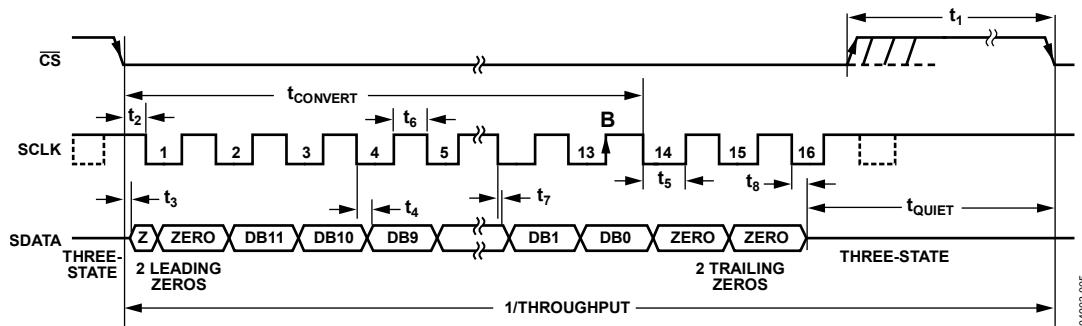 t1
CS
tCONVERT
t2
t6
B
SCLK
1 2 3 4 5 13 14 15 16
t3
t4
t7
t5
t8
tQUIET
SDATA
Z ZERO DB11 DB10 DB9 DB1 DB0 ZERO ZERO
THREE-
STATE
2 LEADING
ZEROS
2 TRAILING
ZEROS
THREE-STATE
1/THROUGHPUT